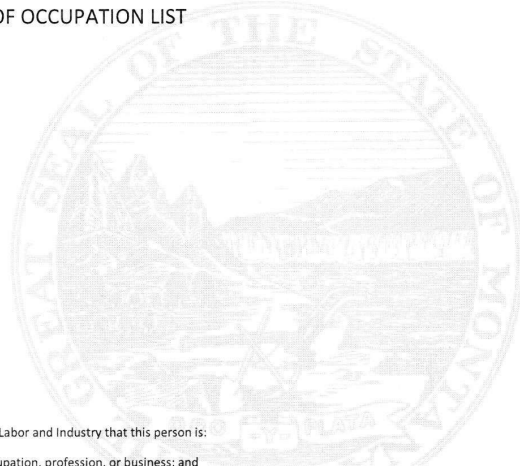 OF OCCUPATION LIST
GREAT SEAL OF THE STATE OF MONTANA
ORO Y PLATA
Labor and Industry that this person is:
upation, profession, or business; and